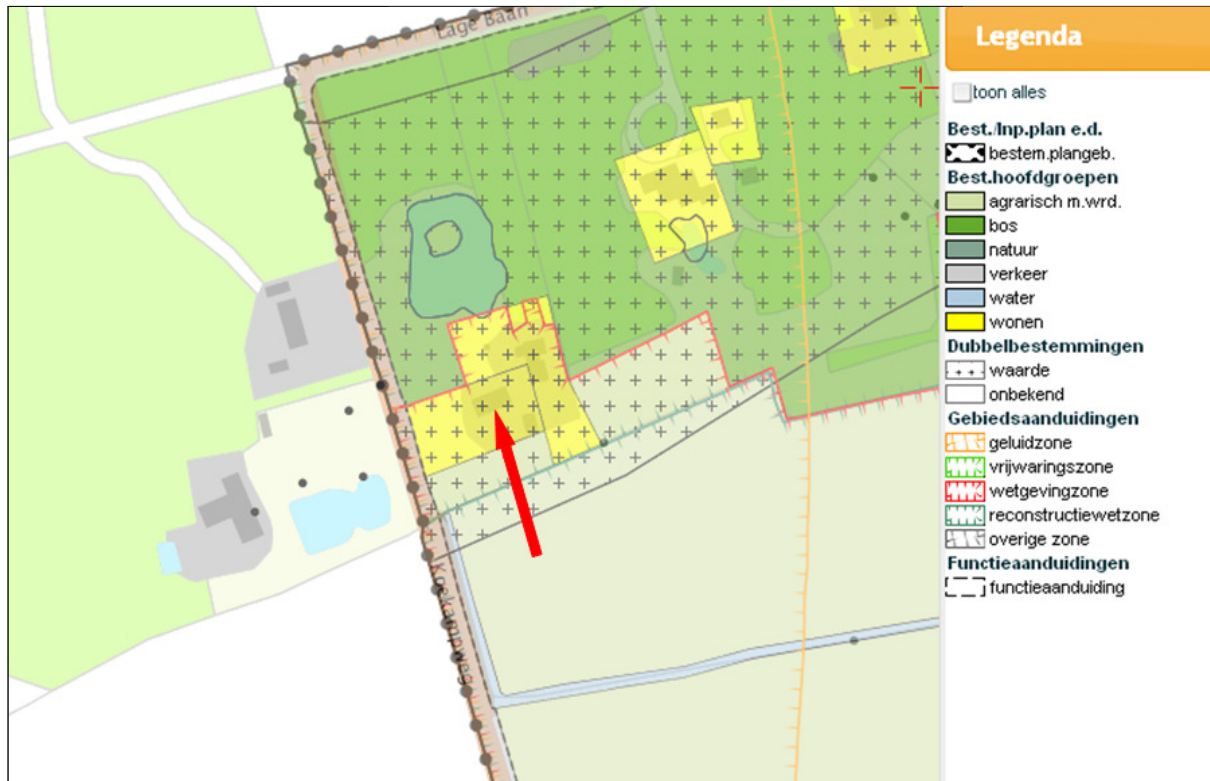 Lage Baan
Koekampweg
Legenda
toon alles
Best./Inp.plan e.d.
bestem.plangeb.
Best.hoofdgroepen
agrarisch m.wrd.
bos
natuur
verkeer
water
wonen
Dubbelbestemmingen
waarde
onbekend
Gebiedsaanduidingen
geluidzone
vrijwaringszone
wetgevingzone
reconstructiewetzone
overige zone
Functieaanduidingen
functieaanduiding